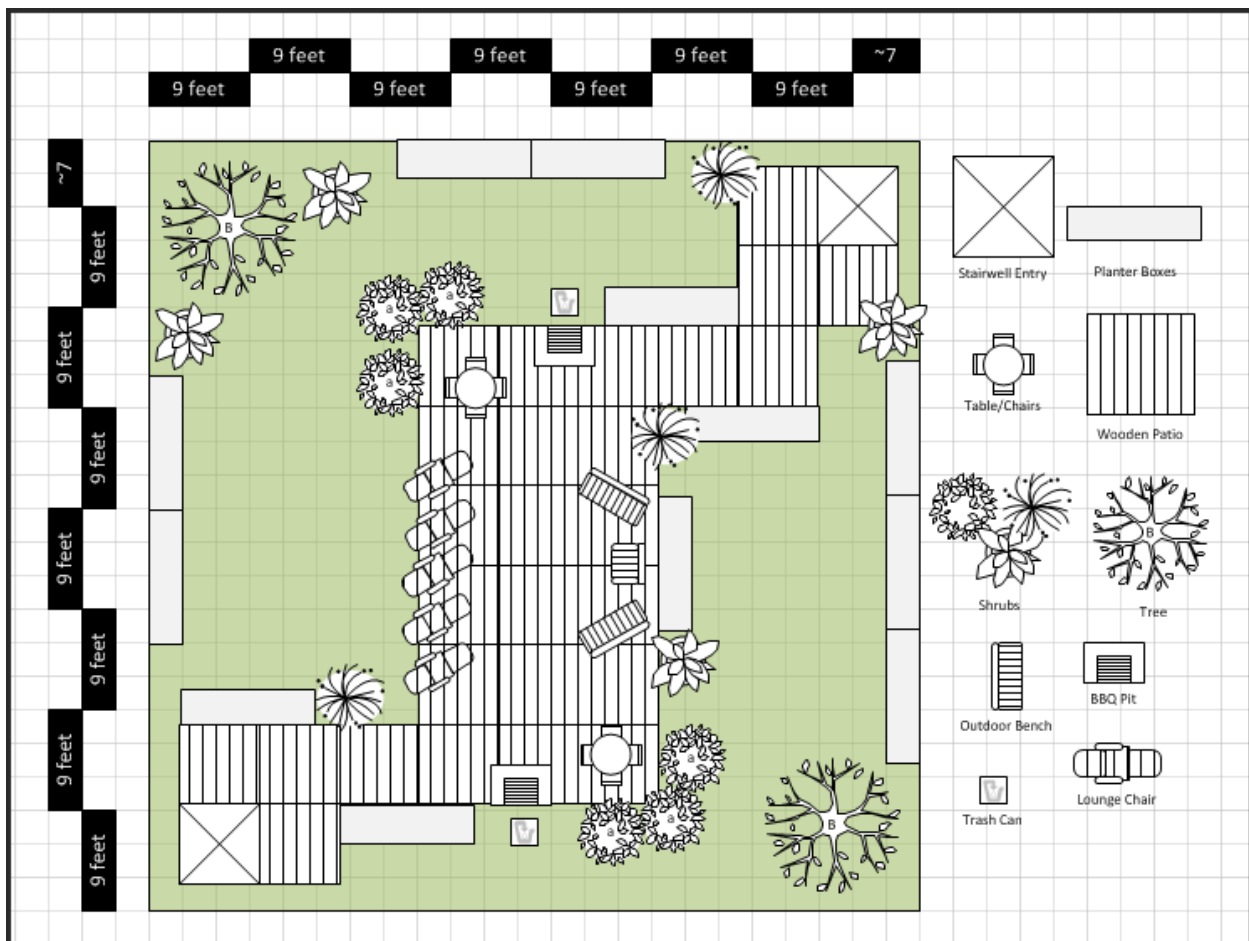 9 feet
9 feet
9 feet
~7
9 feet
9 feet
9 feet
9 feet
~7
9 feet
9 feet
9 feet
9 feet
9 feet
9 feet
9 feet
B
a
a
a
a
a
a
B
Stairwell Entry
Planter Boxes
Table/Chairs
Wooden Patio
a
B
Shrubs
Tree
Outdoor Bench
BBQ Pit
Trash Can
Lounge Chair